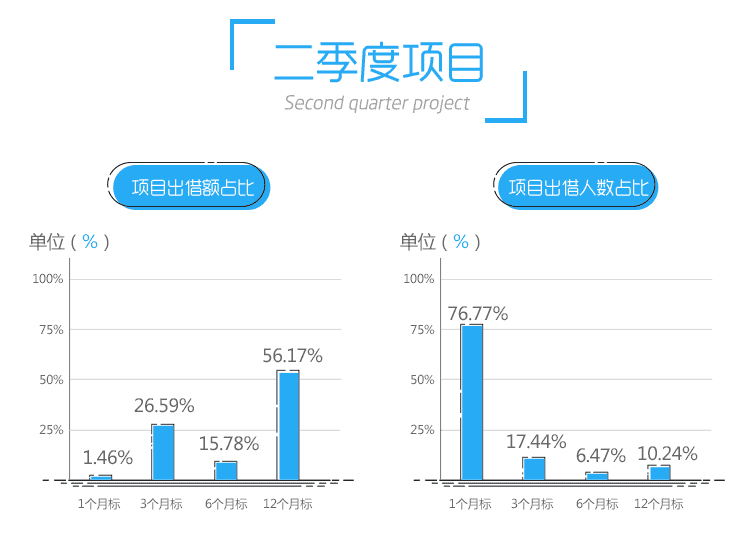 二季度项目
Second quarter project
项目出借额占比
单位（%）
100%
75%
50%
25%
1.46%
26.59%
15.78%
56.17%
1个月标
3个月标
6个月标
12个月标
项目出借人数占比
单位（%）
100%
75%
50%
25%
76.77%
17.44%
6.47%
10.24%
1个月标
3个月标
6个月标
12个月标